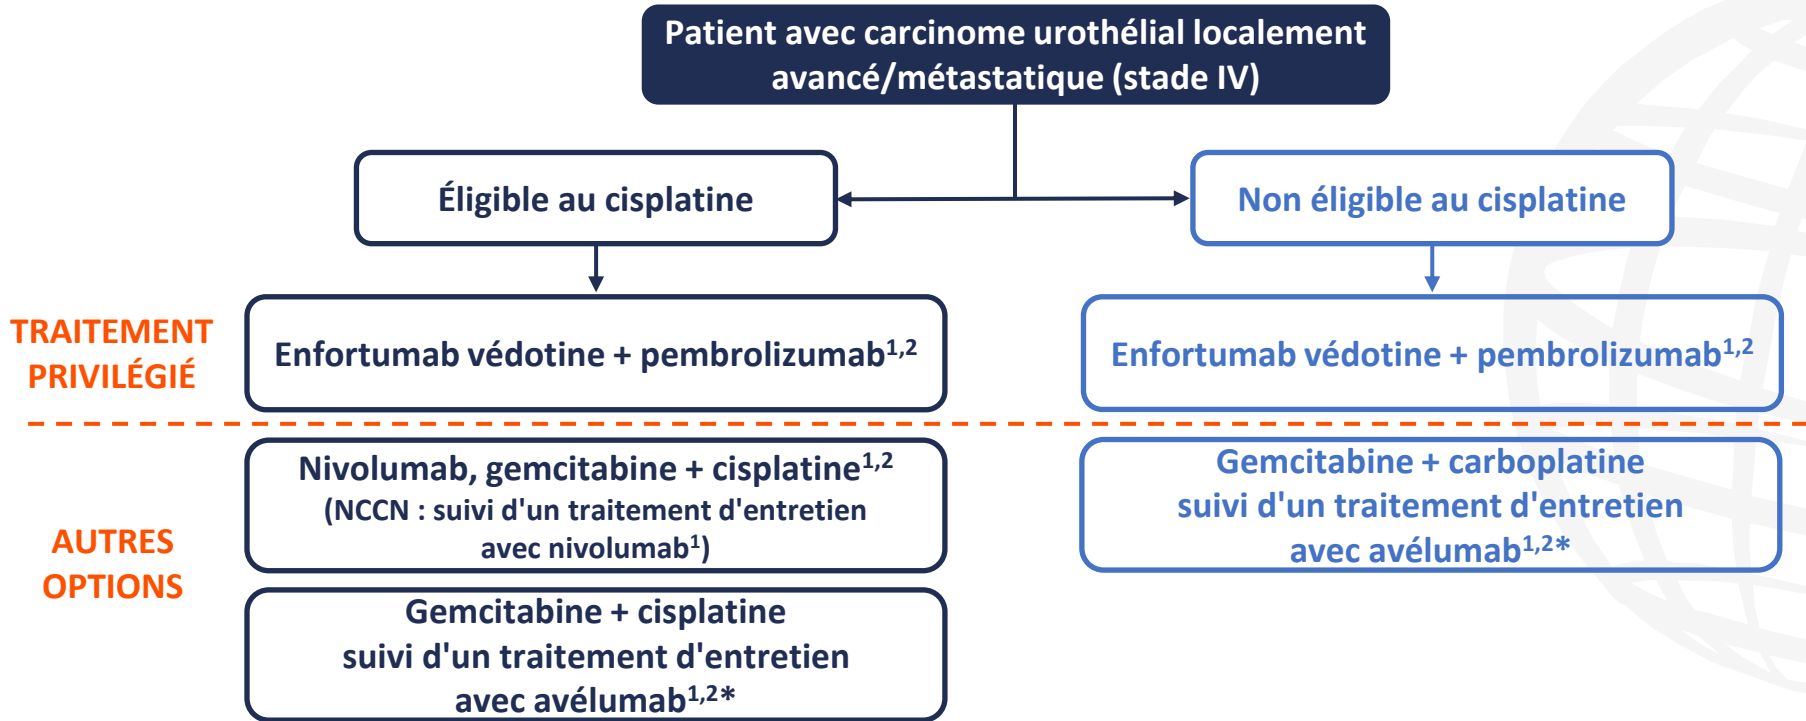 Patient avec carcinome urothélial localement
avancé/métastatique (stade IV)
Éligible au cisplatine
Non éligible au cisplatine
TRAITEMENT
PRIVILÉGIÉ
Enfortumab védotine + pembrolizumab1,2
Enfortumab védotine + pembrolizumab1,2
AUTRES
OPTIONS
Nivolumab, gemcitabine + cisplatine1,2
(NCCN : suivi d'un traitement d'entretien
avec nivolumab1)
Gemcitabine + carboplatine
suivi d'un traitement d'entretien
avec avélumab1,2*
Gemcitabine + cisplatine
suivi d'un traitement d'entretien
avec avélumab1,2*